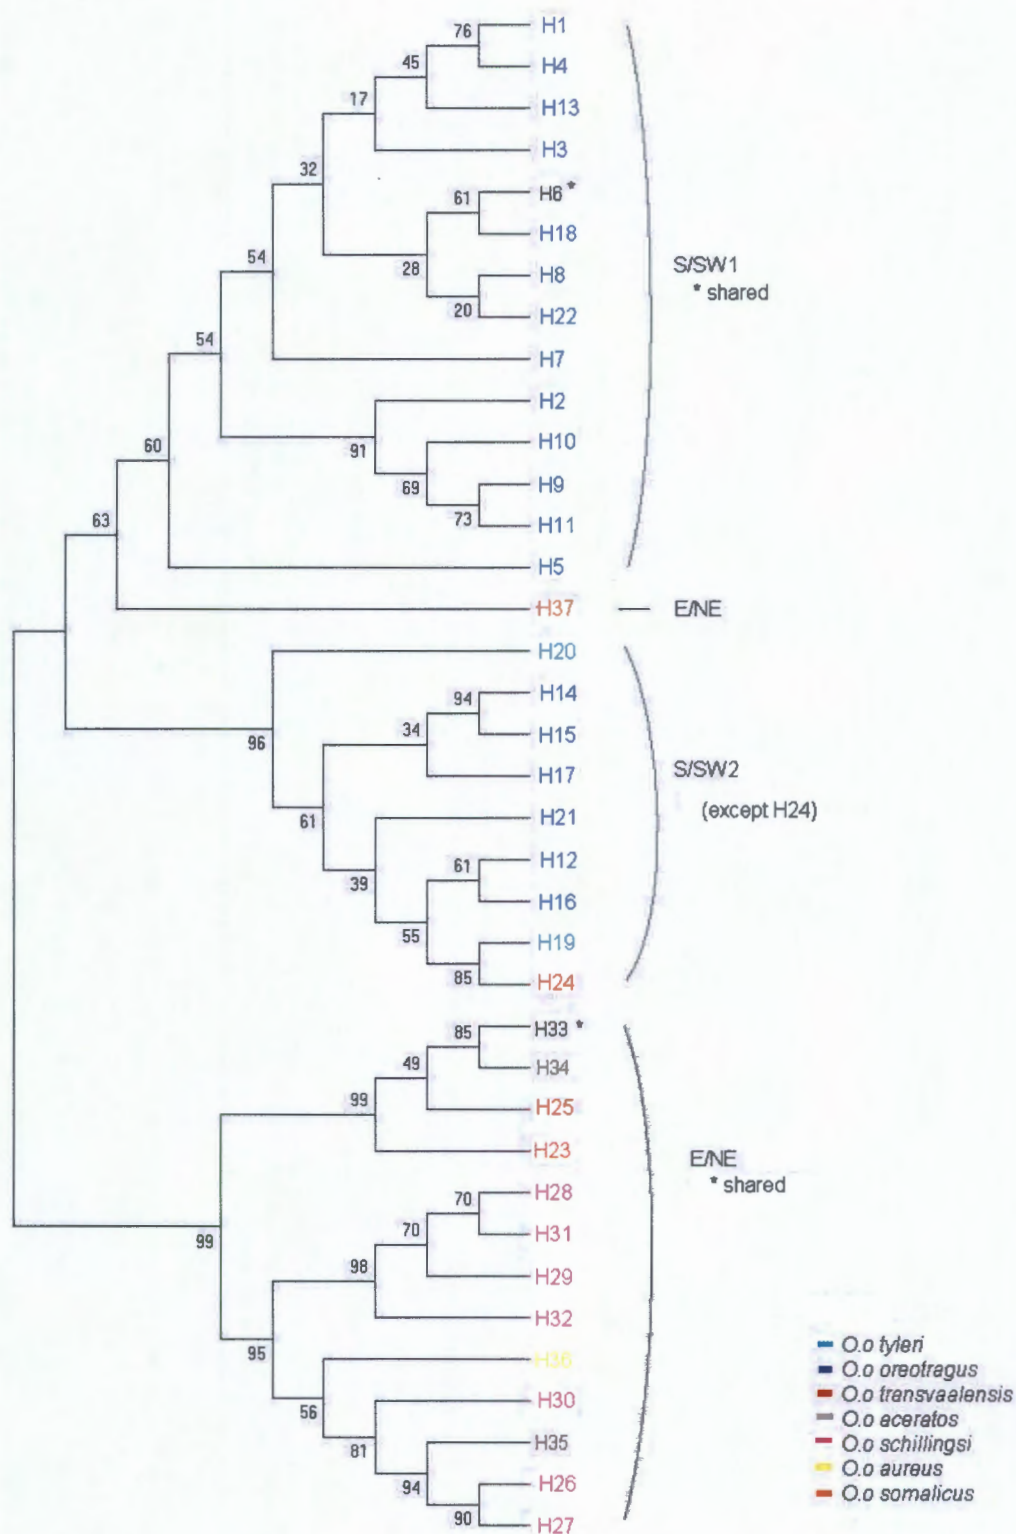 76
H1
H4
45
H13
17
H3
32
61
H6 *
H18
28
H8
20
H22
54
H7
54
H2
91
H10
69
H9
73
H11
60
H5
63
H37
S/SW1
* shared
E/NE
H20
96
94
H14
H15
34
H17
61
H21
39
61
H12
H16
55
H19
85
H24
S/SW2
(except H24)
85
H33 *
H34
49
H25
99
H23
99
70
H28
H31
70
H29
98
H32
95
H36
56
H30
81
H35
94
H26
90
H27
E/NE
* shared
O.o tyleri
O.o oreotragus
O.o transvaalensis
O.o aceratos
O.o schillingsi
O.o aureus
O.o somalicus